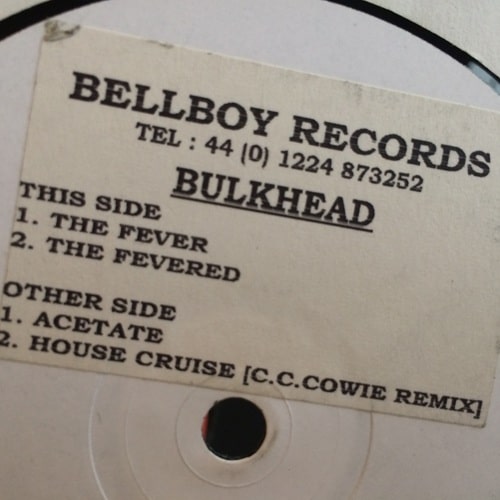 BELLBOY RECORDS
TEL : 44 (0) 1224 873252
BULKHEAD
THIS SIDE
1. THE FEVER
2. THE FEVERED
OTHER SIDE
1. ACETATE
2. HOUSE CRUISE [C.C.COWIE REMIX]